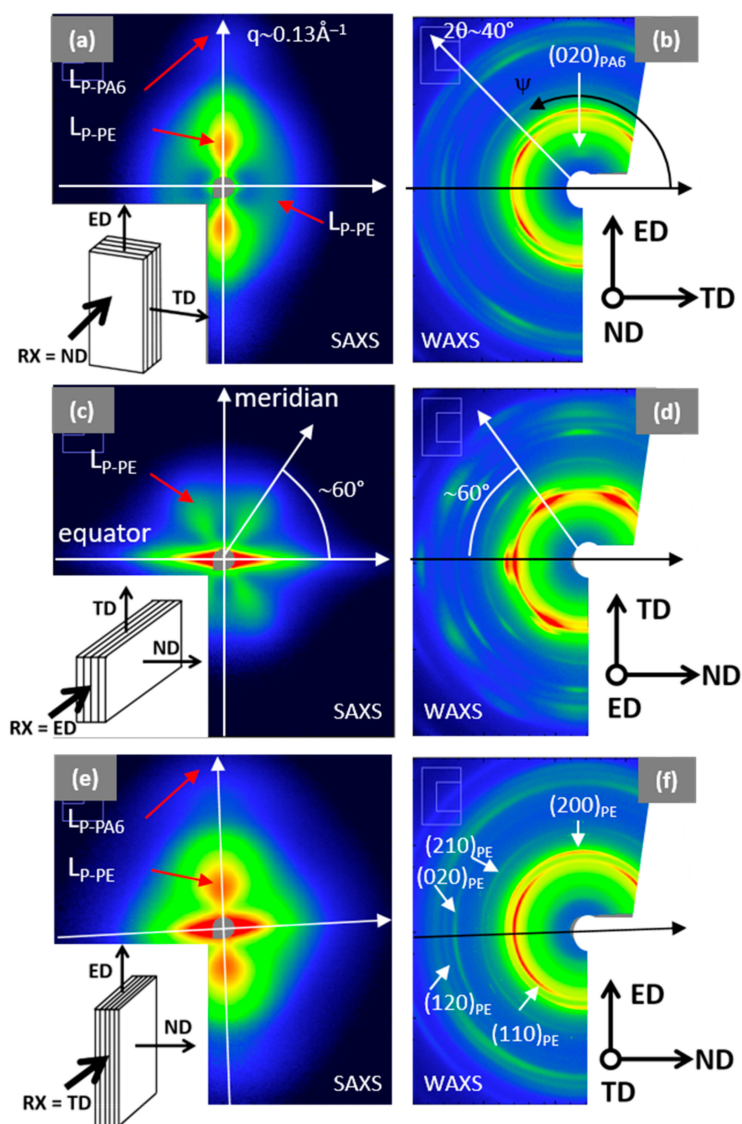 (a)
q~0.13Å⁻¹
L_P-PA6
L_P-PE
L_P-PE
ED
TD
RX = ND
SAXS
(b)
2θ~40°
(020)_PA6
ψ
ED
TD
ND
WAXS
(c)
meridian
L_P-PE
~60°
equator
TD
ND
RX = ED
SAXS
(d)
~60°
TD
ND
ED
WAXS
(e)
L_P-PA6
L_P-PE
ED
ND
RX = TD
SAXS
(f)
(200)_PE
(210)_PE
(020)_PE
(120)_PE
(110)_PE
ED
ND
TD
WAXS